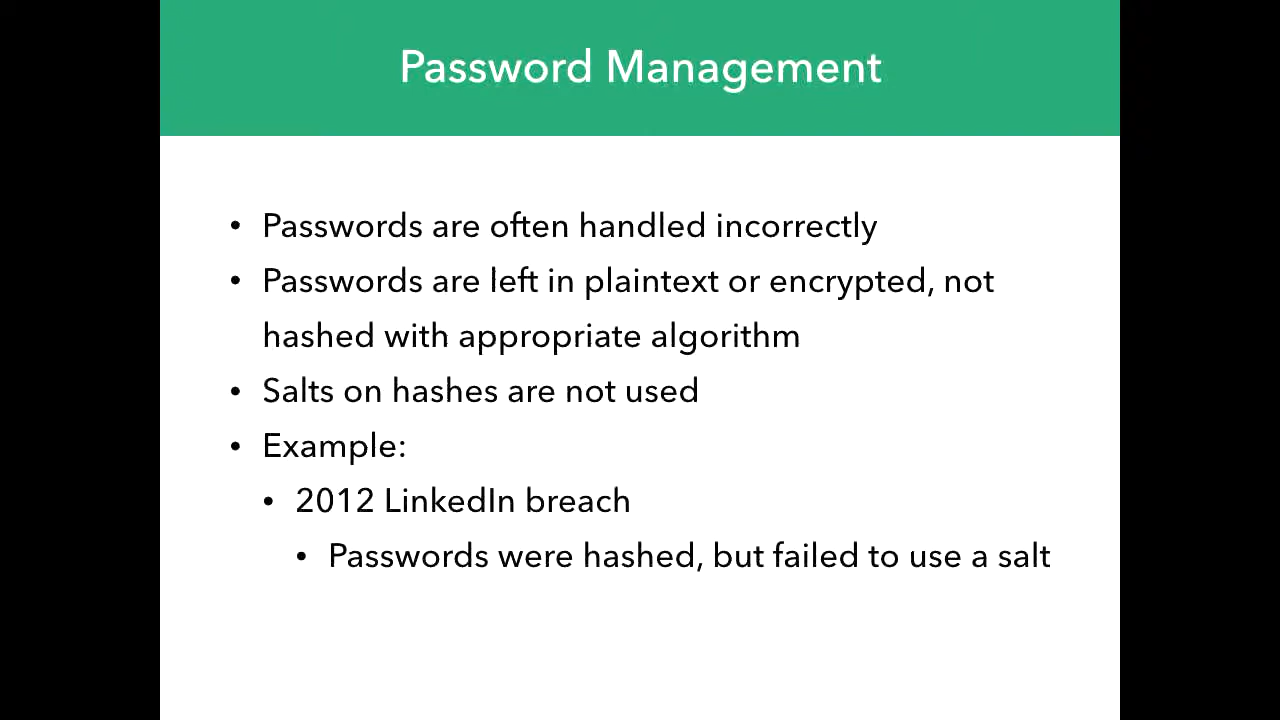 Password Management
• Passwords are often handled incorrectly
• Passwords are left in plaintext or encrypted, not
hashed with appropriate algorithm
• Salts on hashes are not used
• Example:
• 2012 LinkedIn breach
• Passwords were hashed, but failed to use a salt